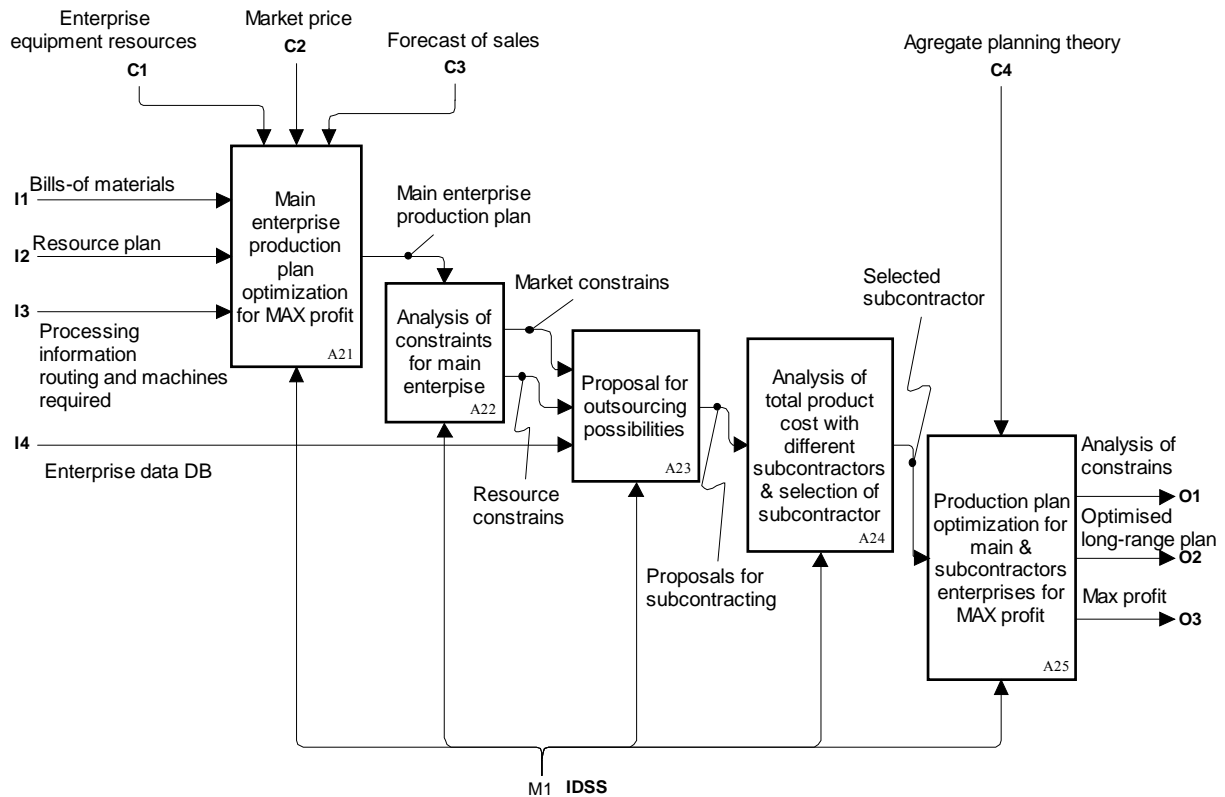 Enterprise
equipment resources
C1
Market price
C2
Forecast of sales
C3
Agregate planning theory
C4
I1
Bills-of materials
I2
Resource plan
I3
Processing
information
routing and machines
required
I4
Enterprise data DB
Main
enterprise
production
plan
optimization
for MAX profit
A21
Main enterprise
production plan
Analysis of
constraints
for main
enterpise
A22
Market constrains
Resource
constrains
Proposal for
outsourcing
possibilities
A23
Proposals for
subcontracting
Analysis of
total product
cost with
different
subcontractors
& selection of
subcontractor
A24
Selected
subcontractor
Production plan
optimization for
main &
subcontractors
enterprises for
MAX profit
A25
Analysis of
constrains
O1
Optimised
long-range plan
O2
Max profit
O3
M1 IDSS